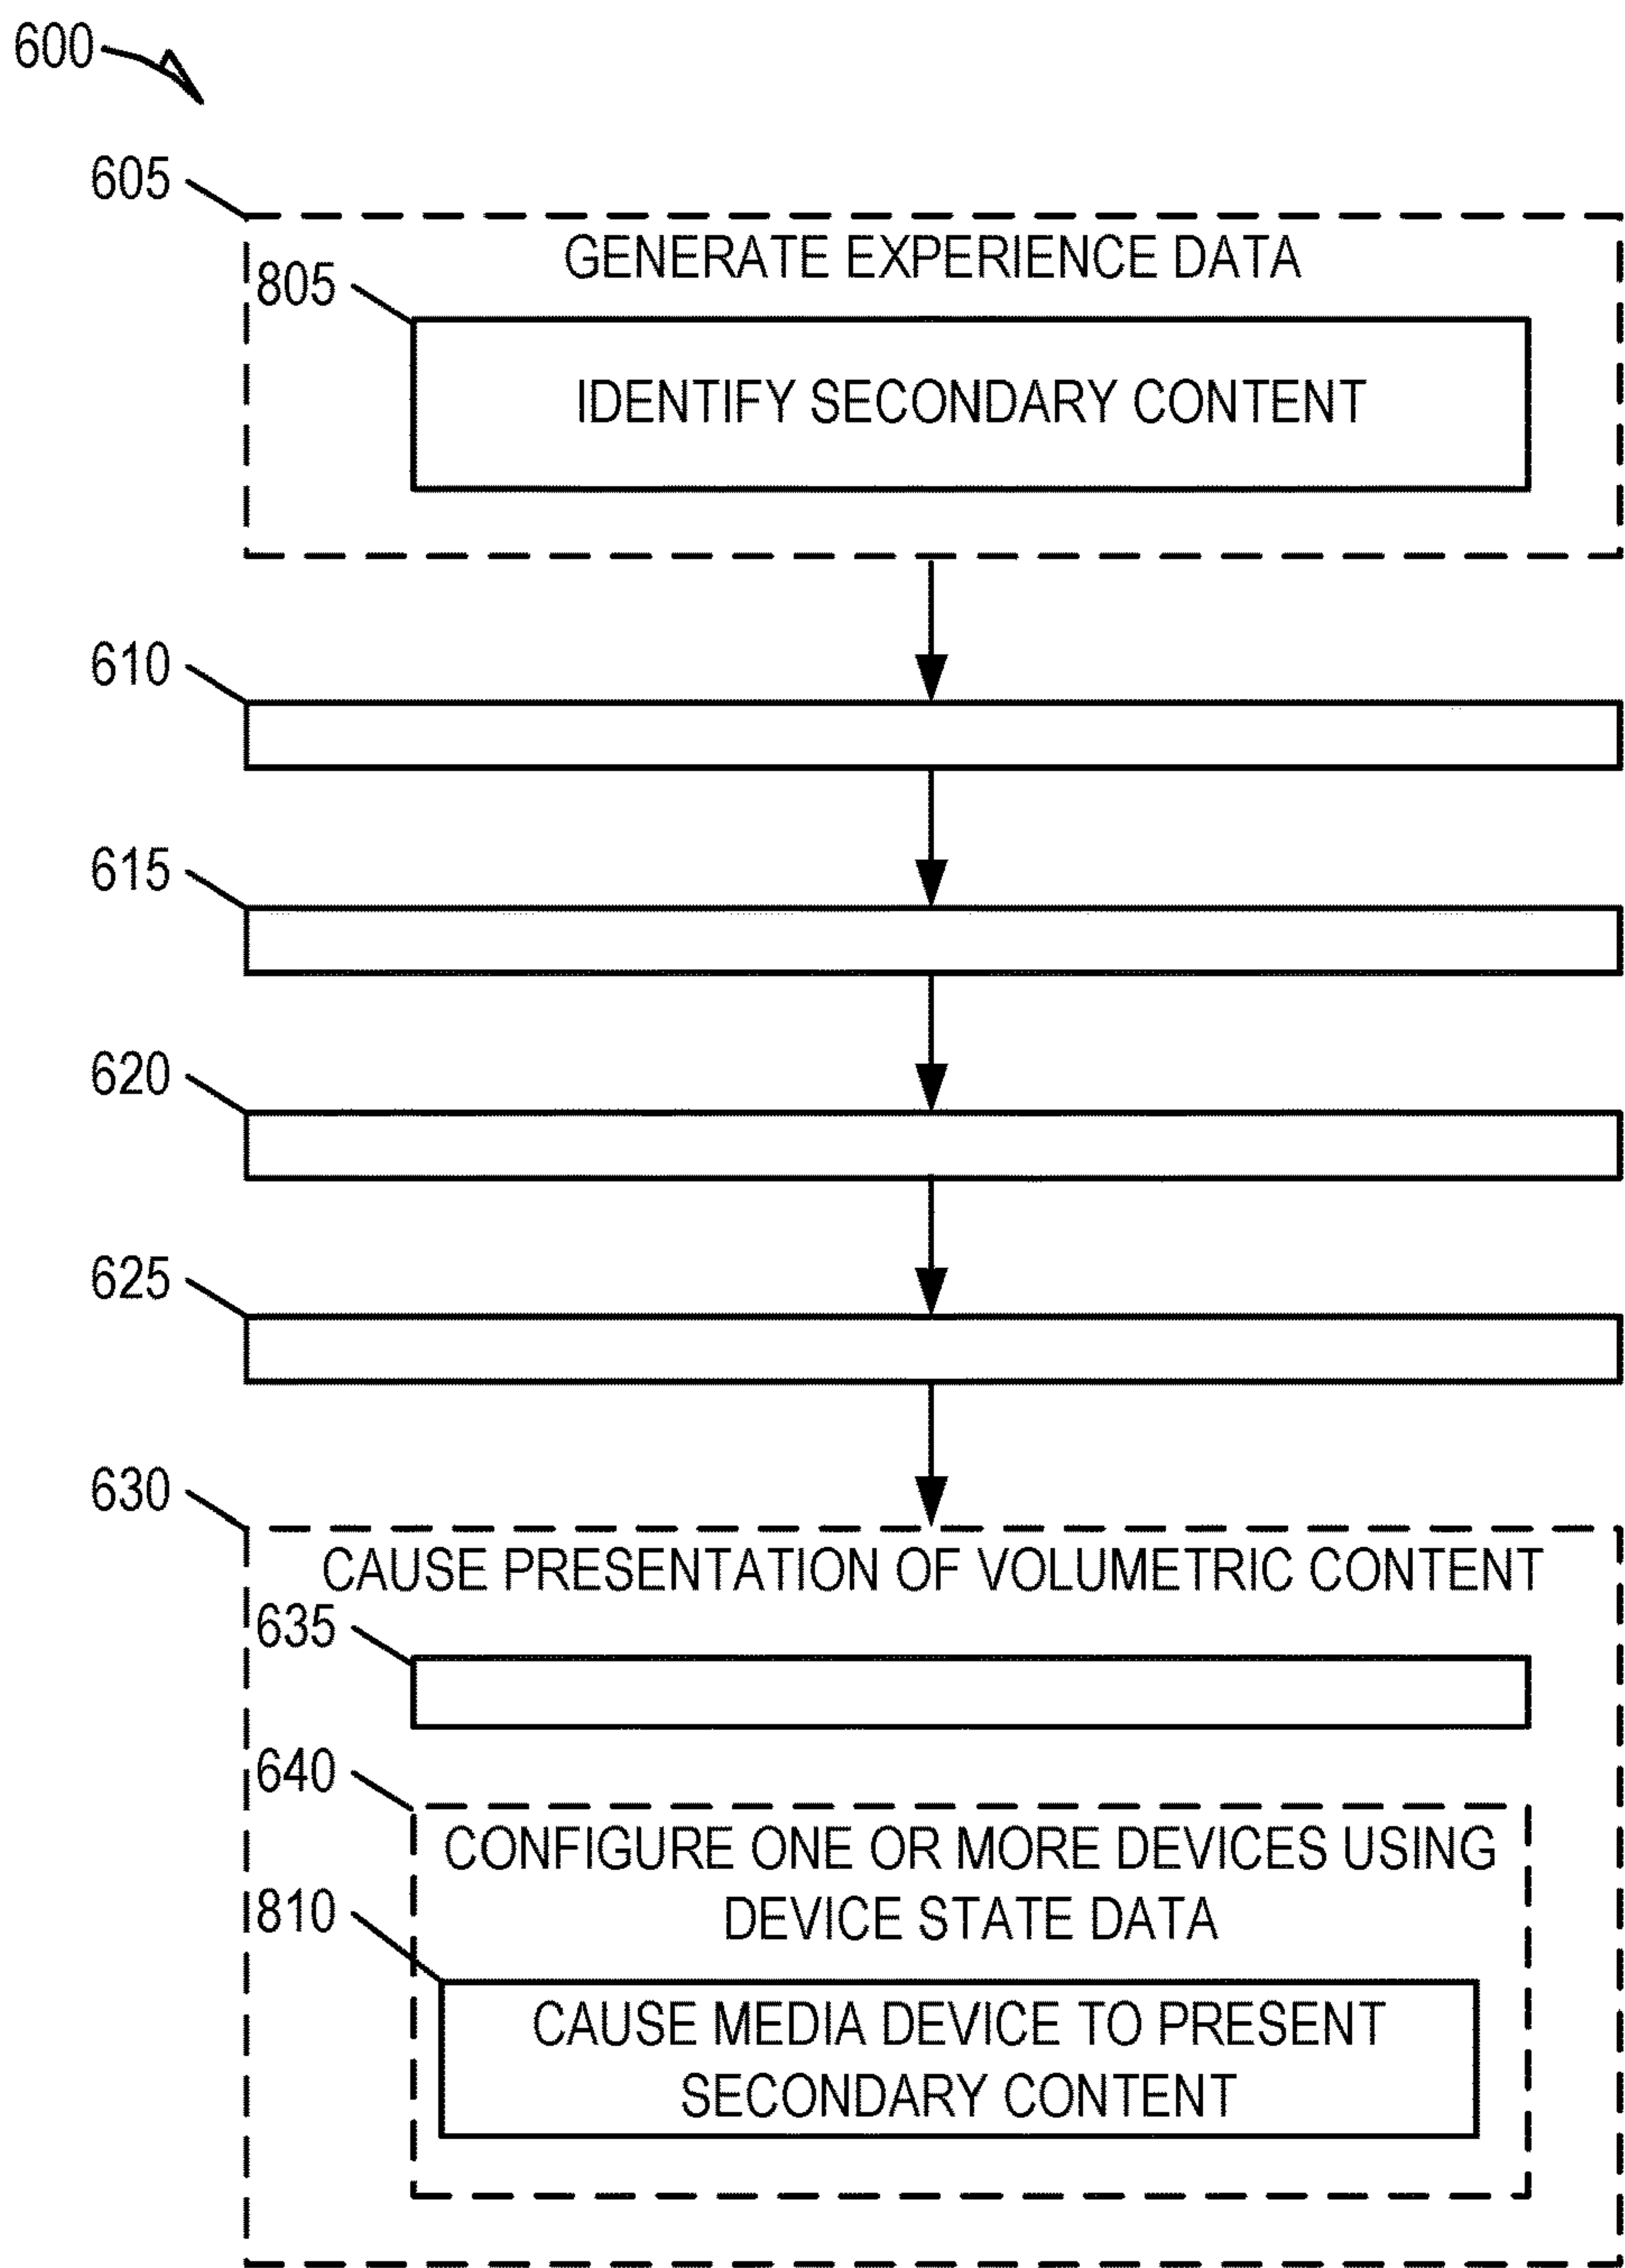 600
605
GENERATE EXPERIENCE DATA
805
IDENTIFY SECONDARY CONTENT
610
615
620
625
630
CAUSE PRESENTATION OF VOLUMETRIC CONTENT
635
640
CONFIGURE ONE OR MORE DEVICES USING
DEVICE STATE DATA
810
CAUSE MEDIA DEVICE TO PRESENT
SECONDARY CONTENT